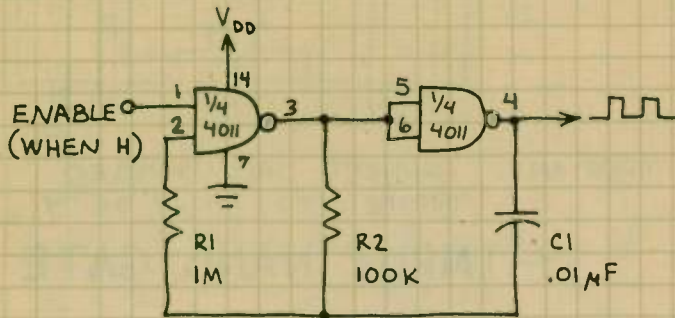 VDD
1 14 5 4
ENABLE 1/4 3 1/4
(WHEN H) 2 4011 6 4011
7
R1 R2 C1
1M 100K .01µF